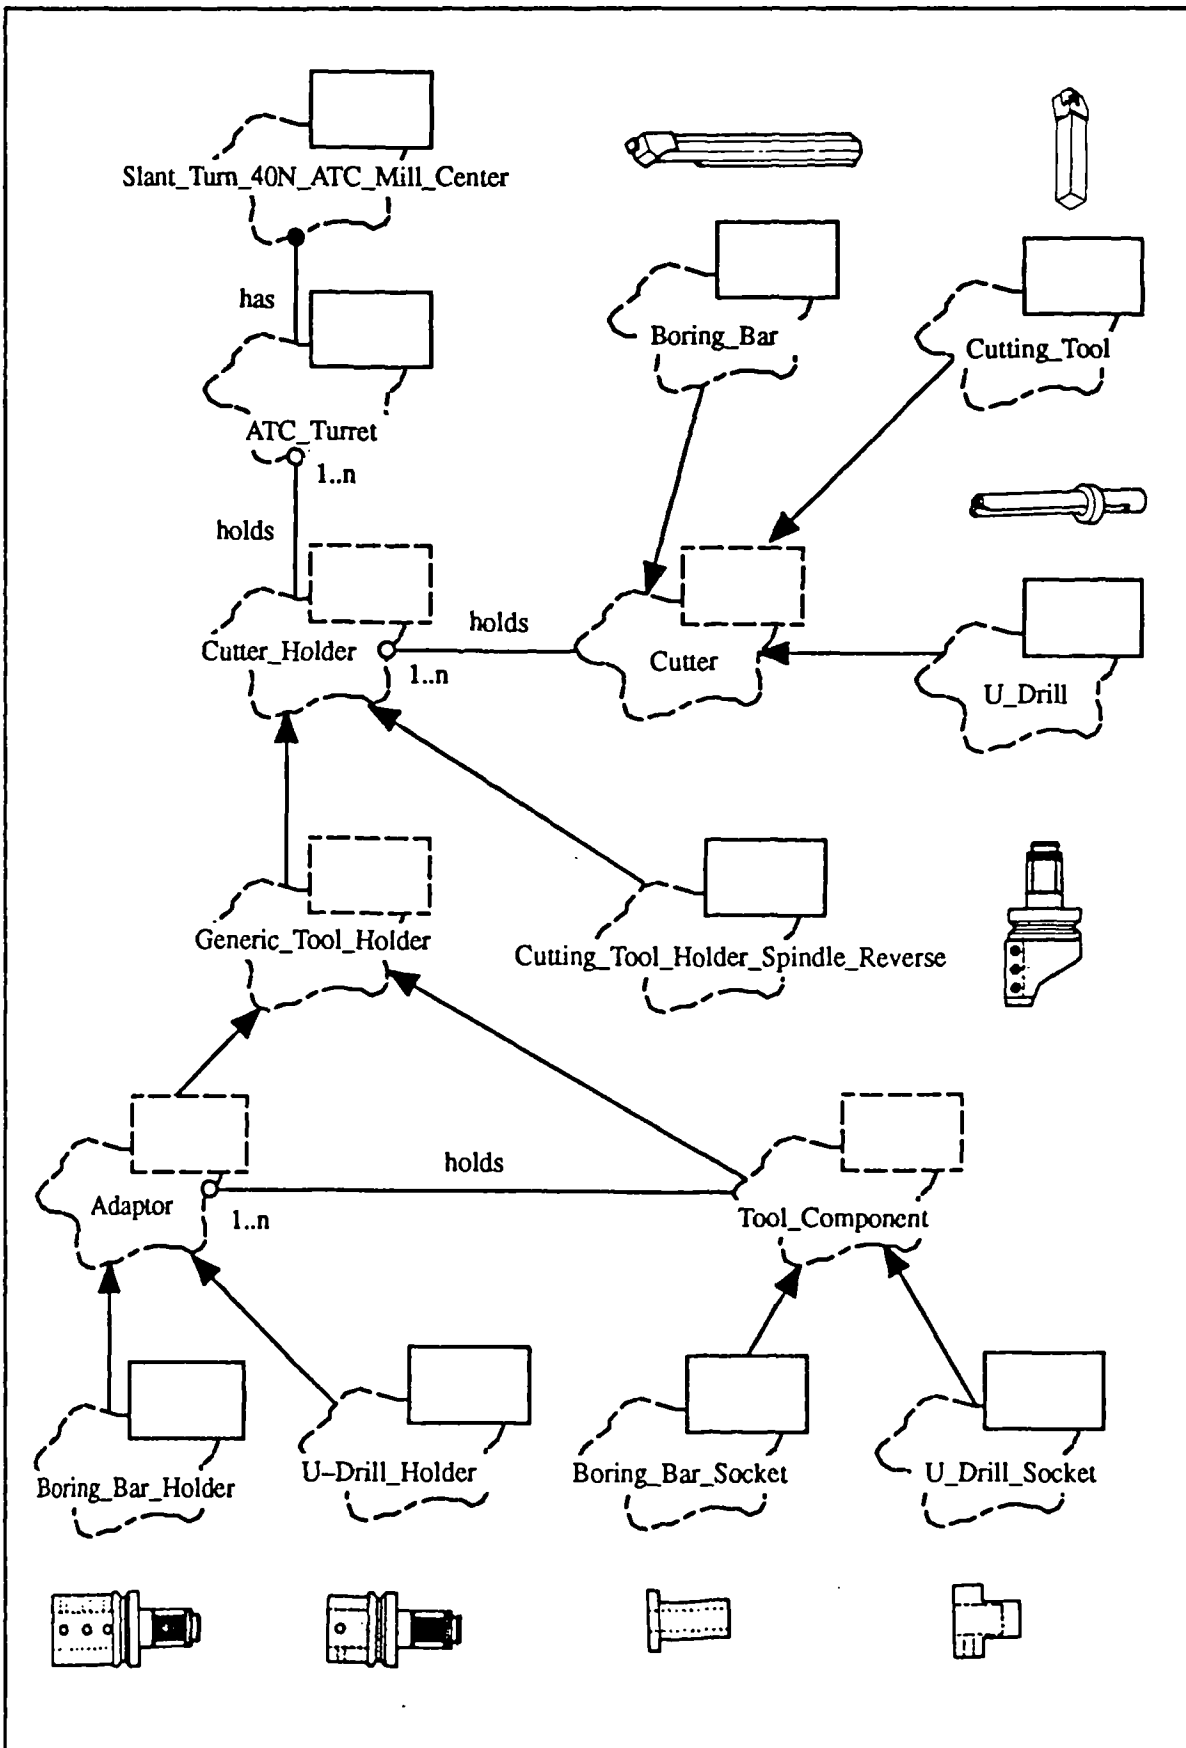 Slant_Turn_40N_ATC_Mill_Center
has
Boring_Bar
Cutting_Tool
ATC_Turret
1..n
holds
Cutter_Holder
holds
1..n
Cutter
U_Drill
Generic_Tool_Holder
Cutting_Tool_Holder_Spindle_Reverse
Adaptor
holds
1..n
Tool_Component
Boring_Bar_Holder
U-Drill_Holder
Boring_Bar_Socket
U_Drill_Socket